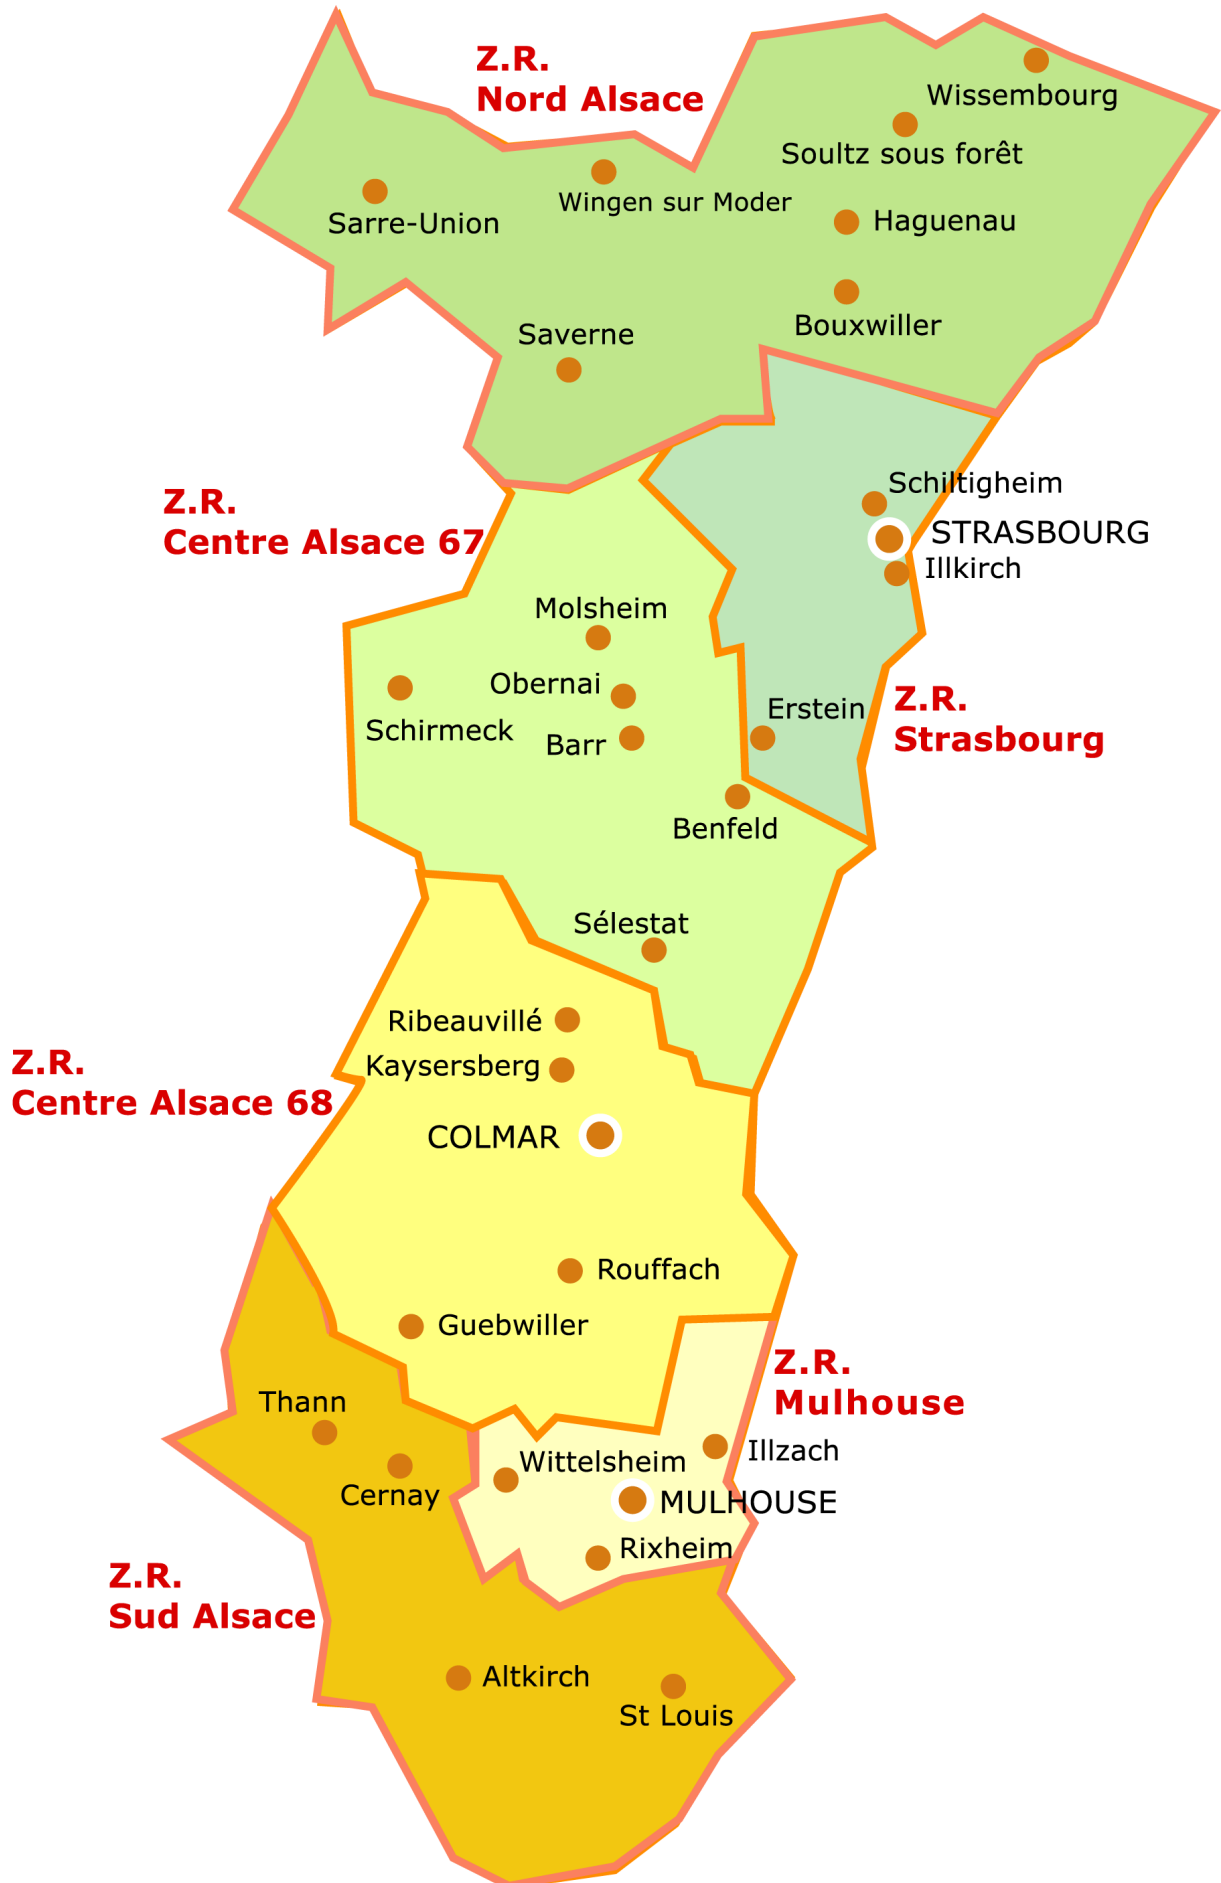 Z.R.
Nord Alsace
Wissembourg
Soultz sous forêt
Wingen sur Moder
Sarre-Union
Haguenau
Bouxwiller
Saverne
Z.R.
Centre Alsace 67
Schiltigheim
STRASBOURG
Illkirch
Molsheim
Obernai
Schirmeck
Barr
Erstein
Z.R.
Strasbourg
Benfeld
Sélestat
Ribeauvillé
Kaysersberg
Z.R.
Centre Alsace 68
COLMAR
Rouffach
Guebwiller
Z.R.
Mulhouse
Thann
Illzach
Wittelsheim
Cernay
MULHOUSE
Rixheim
Z.R.
Sud Alsace
Altkirch
St Louis